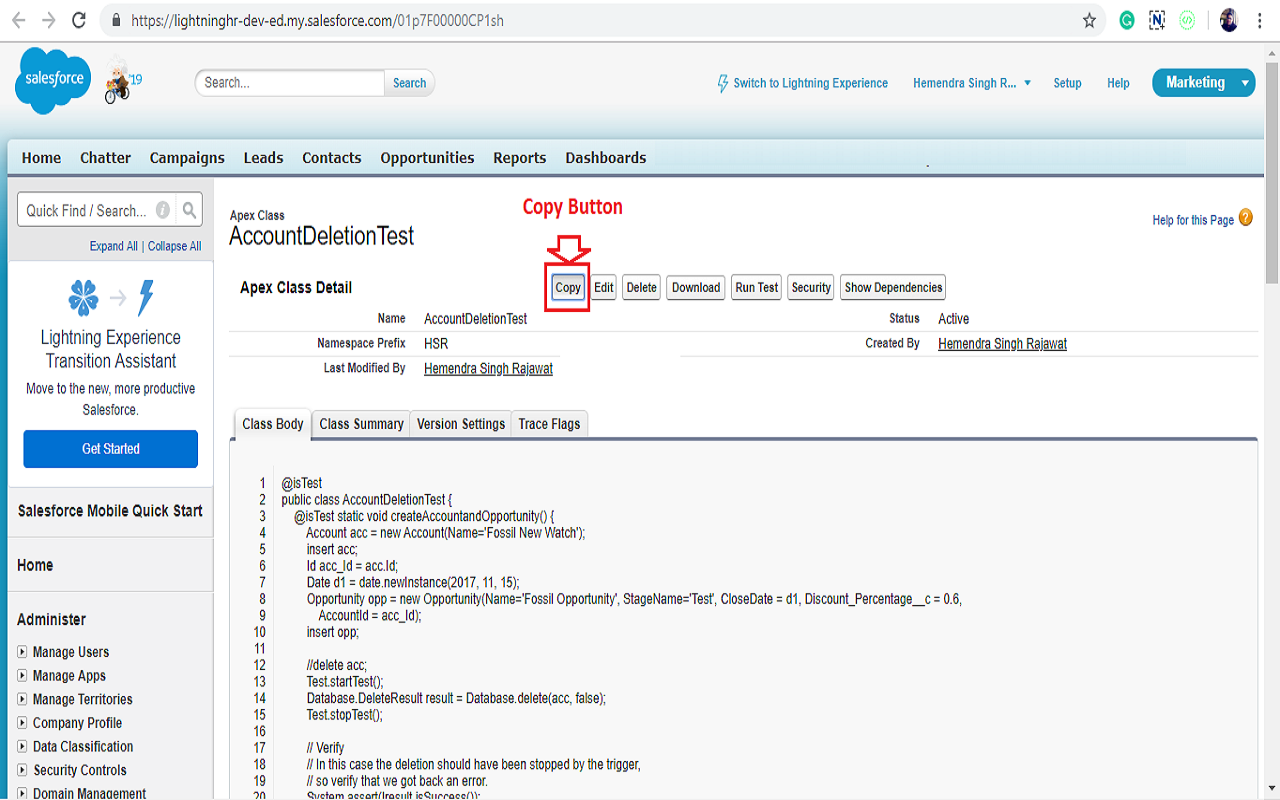 https://lightninghr-dev-ed.my.salesforce.com/01p7F00000CP1sh
salesforce '19 Search... Search Switch to Lightning Experience Hemendra Singh R... Setup Help Marketing
Home Chatter Campaigns Leads Contacts Opportunities Reports Dashboards
Quick Find / Search...
Expand All | Collapse All
Lightning Experience
Transition Assistant
Move to the new, more productive
Salesforce.
Get Started
Salesforce Mobile Quick Start
Home
Administer
Manage Users
Manage Apps
Manage Territories
Company Profile
Data Classification
Security Controls
Domain Management
Copy Button
Apex Class
AccountDeletionTest
Help for this Page
Apex Class Detail Copy Edit Delete Download Run Test Security Show Dependencies
Name AccountDeletionTest Status Active
Namespace Prefix HSR Created By Hemendra Singh Rajawat
Last Modified By Hemendra Singh Rajawat
Class Body Class Summary Version Settings Trace Flags
1 @isTest
2 public class AccountDeletionTest {
3 @isTest static void createAccountandOpportunity() {
4 Account acc = new Account(Name='Fossil New Watch');
5 insert acc;
6 Id acc_Id = acc.Id;
7 Date d1 = date.newInstance(2017, 11, 15);
8 Opportunity opp = new Opportunity(Name='Fossil Opportunity', StageName='Test', CloseDate = d1, Discount_Percentage__c = 0.6,
9 AccountId = acc_Id);
10 insert opp;
11
12 //delete acc;
13 Test.startTest();
14 Database.DeleteResult result = Database.delete(acc, false);
15 Test.stopTest();
16
17 // Verify
18 // In this case the deletion should have been stopped by the trigger,
19 // so verify that we got back an error.
20 System.assert(!result.isSuccess());